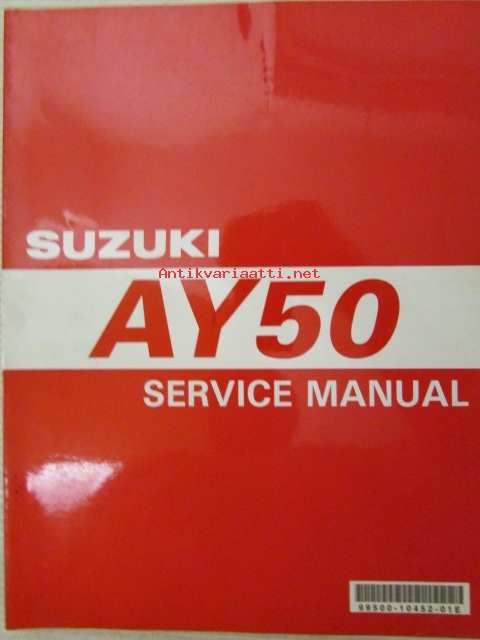 SUZUKI
Antikvariaatti.net
AY50
SERVICE MANUAL
99500-10452-01E